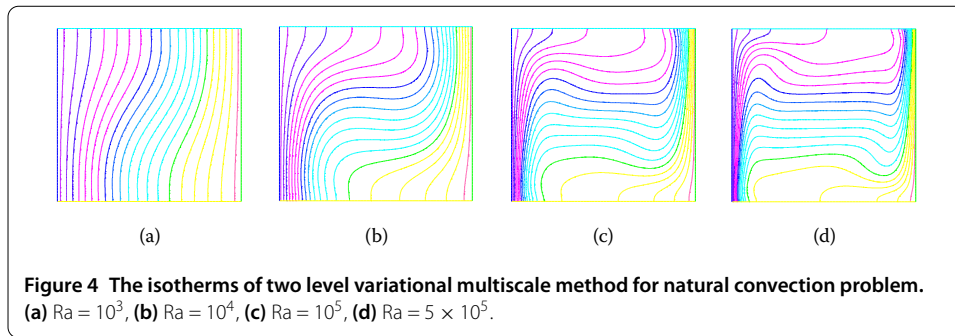 (a) (b) (c) (d)
Figure 4 The isotherms of two level variational multiscale method for natural convection problem.
(a) Ra = 10³, (b) Ra = 10⁴, (c) Ra = 10⁵, (d) Ra = 5 × 10⁵.